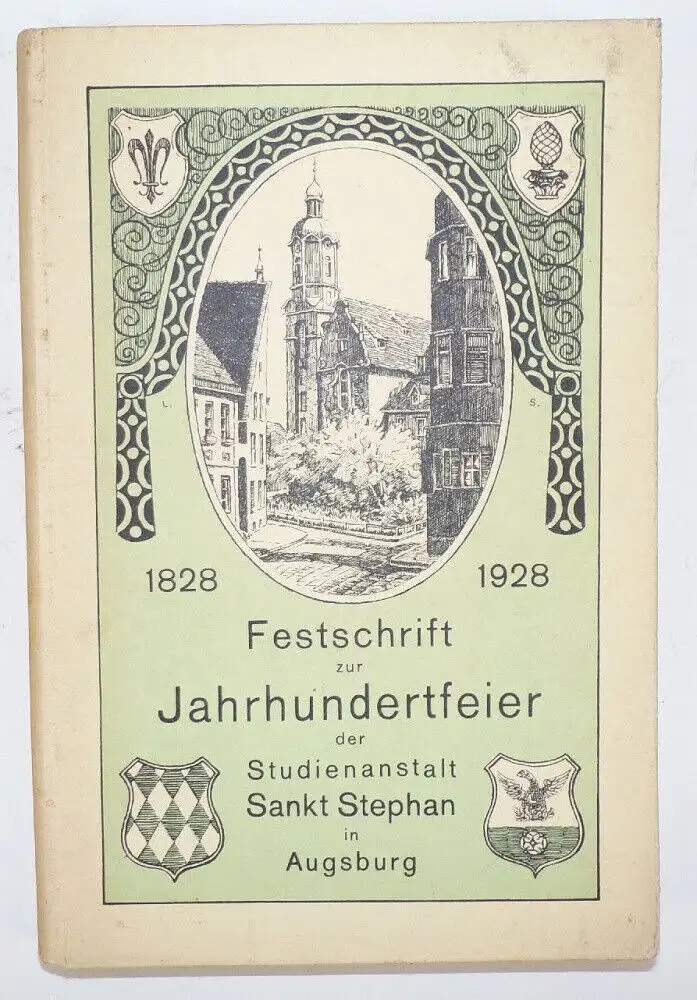 L. S.
1828 1928
Festschrift
zur
Jahrhundertfeier
der
Studienanstalt
Sankt Stephan
in
Augsburg